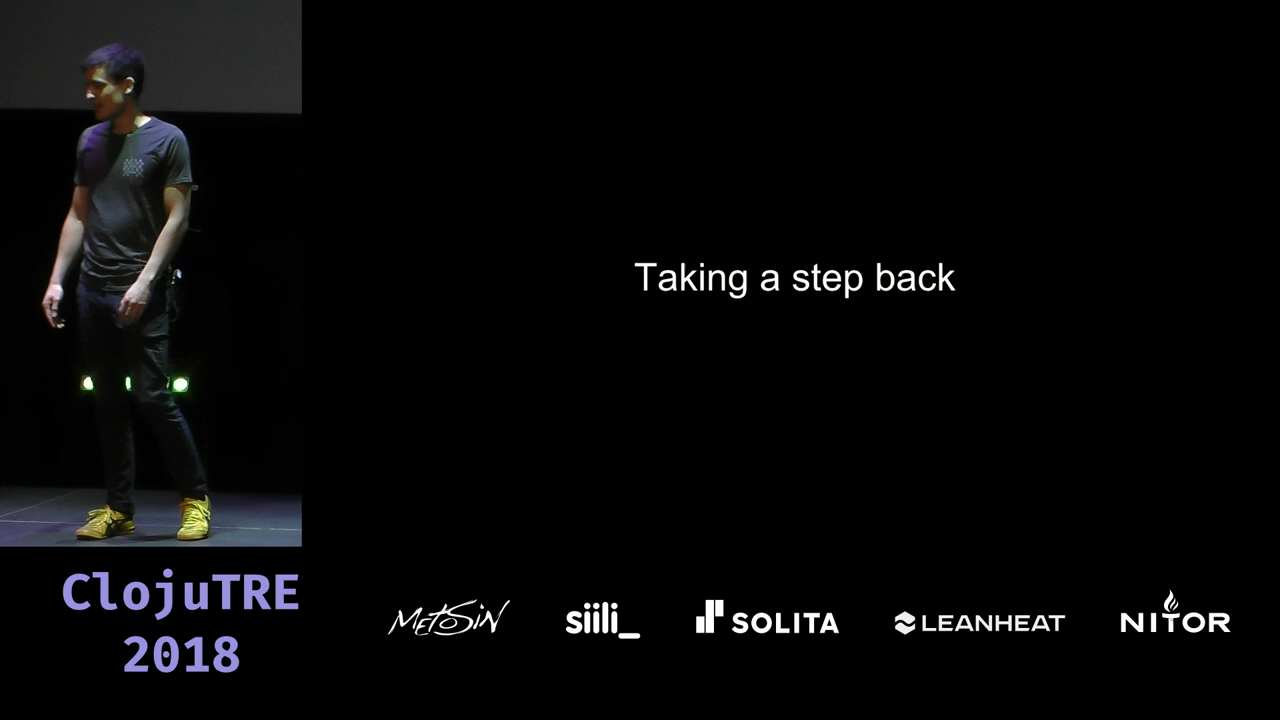 Taking a step back
ClojuTRE
2018
METOSIN
siili_
SOLITA
LEANHEAT
NITOR